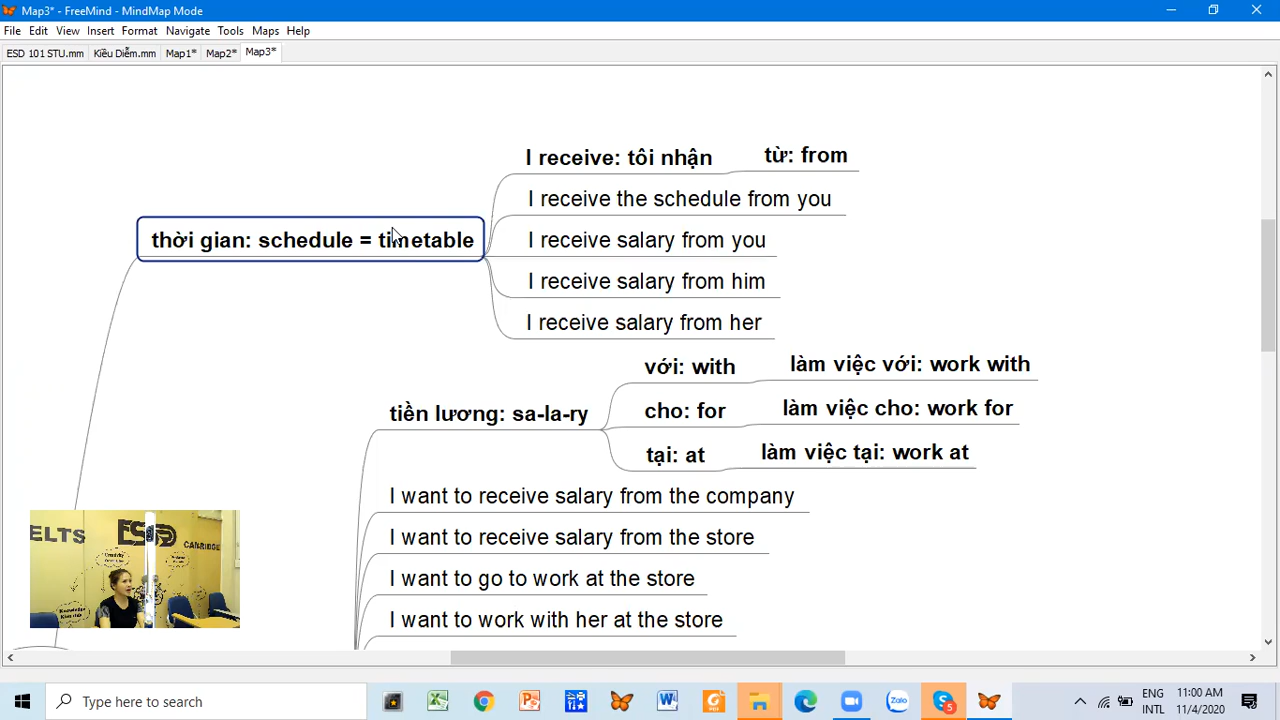 Map3* - FreeMind - MindMap Mode
File Edit View Insert Format Navigate Tools Maps Help
ESD 101 STU.mm Kiều Diễm.mm Map1* Map2* Map3*
I receive: tôi nhận từ: from
I receive the schedule from you
thời gian: schedule = timetable
I receive salary from you
I receive salary from him
I receive salary from her
với: with làm việc với: work with
tiền lương: sa-la-ry
cho: for làm việc cho: work for
tại: at làm việc tại: work at
I want to receive salary from the company
I want to receive salary from the store
I want to go to work at the store
I want to work with her at the store
ELTS ESD
Type here to search
Zalo
5
ENG
INTL
11:00 AM
11/4/2020